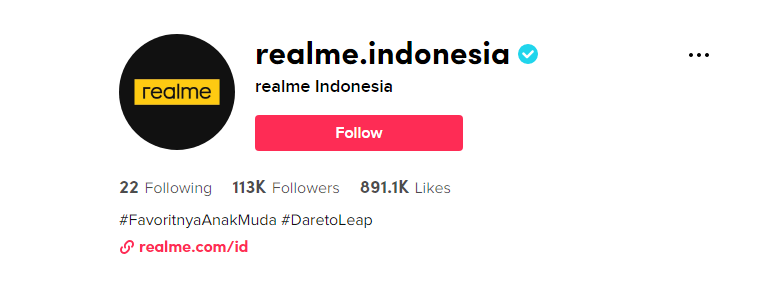 realme
realme.indonesia
realme Indonesia
Follow
22 Following 113K Followers 891.1K Likes
#FavoritnyaAnakMuda #DaretoLeap
realme.com/id